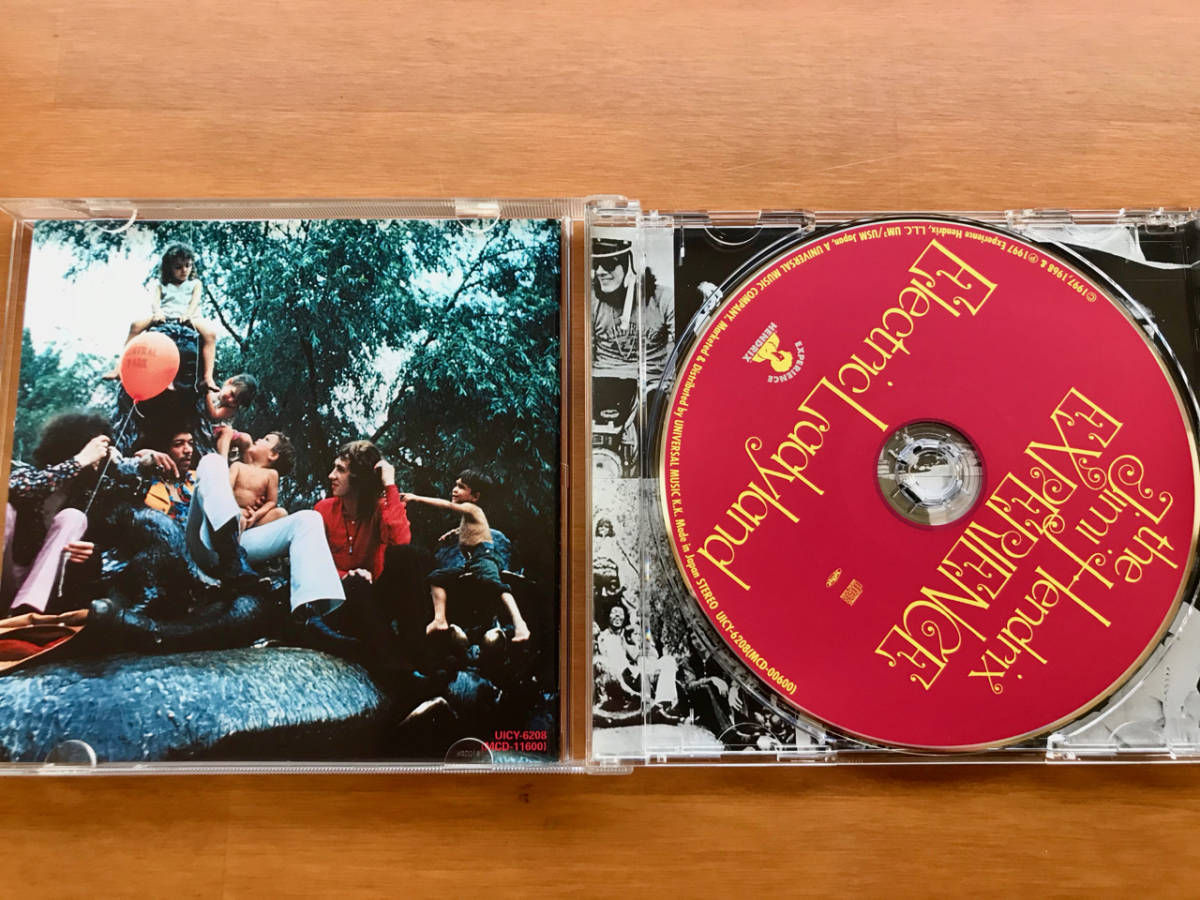 CENTRAL
PARK
UICY-6208
(MCD-11600)
Electric Ladyland
the
Jimi Hendrix
EXPERIENCE
EXPERIENCE
HENDRIX
©1997,1968 & ℗ 1997 Experience Hendrix, L.L.C. UM³/USM Japan, A UNIVERSAL MUSIC COMPANY. Marketed & Distributed by UNIVERSAL MUSIC K.K. Made in Japan STEREO UICY-6208(MCD-00600)